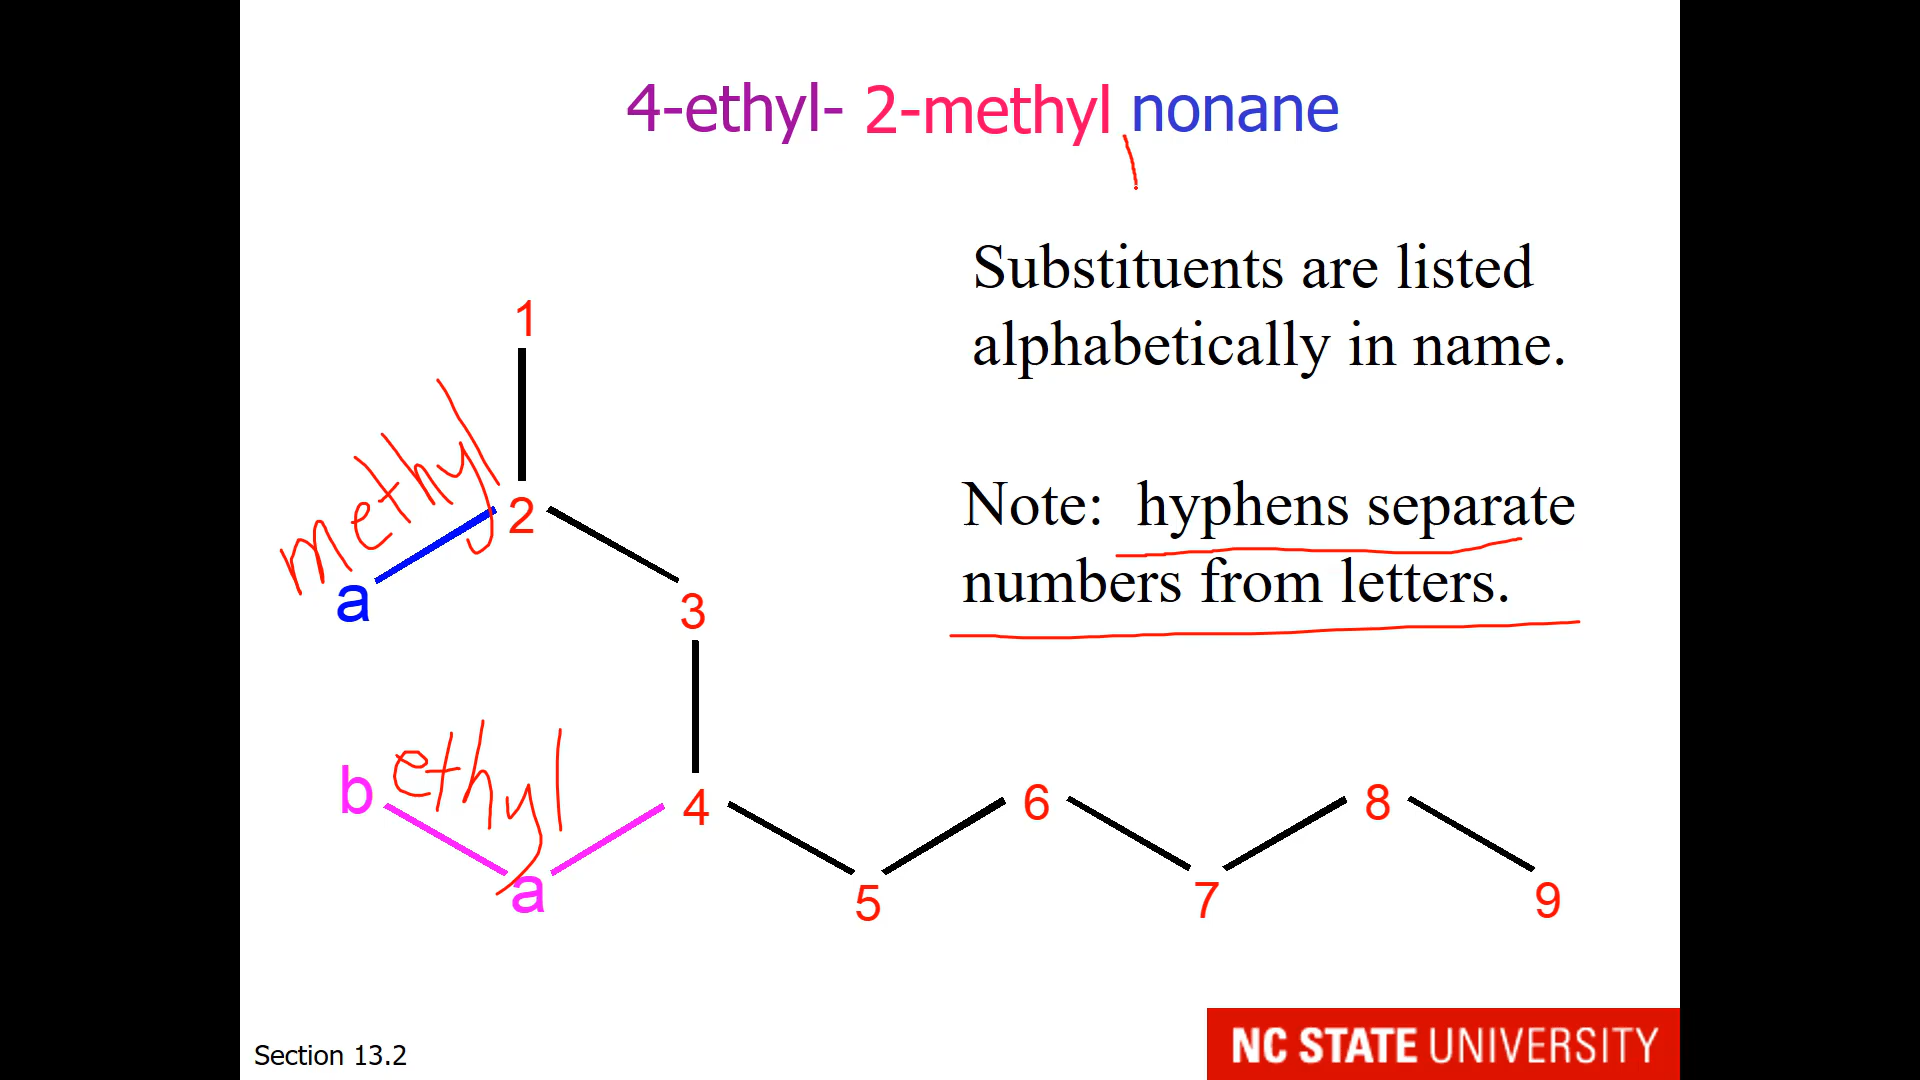 4-ethyl- 2-methyl nonane
Substituents are listed
alphabetically in name.
Note: hyphens separate
numbers from letters.
1
methyl
2
a
3
ethyl
b
4
6
8
a
5
7
9
Section 13.2
NC STATE UNIVERSITY